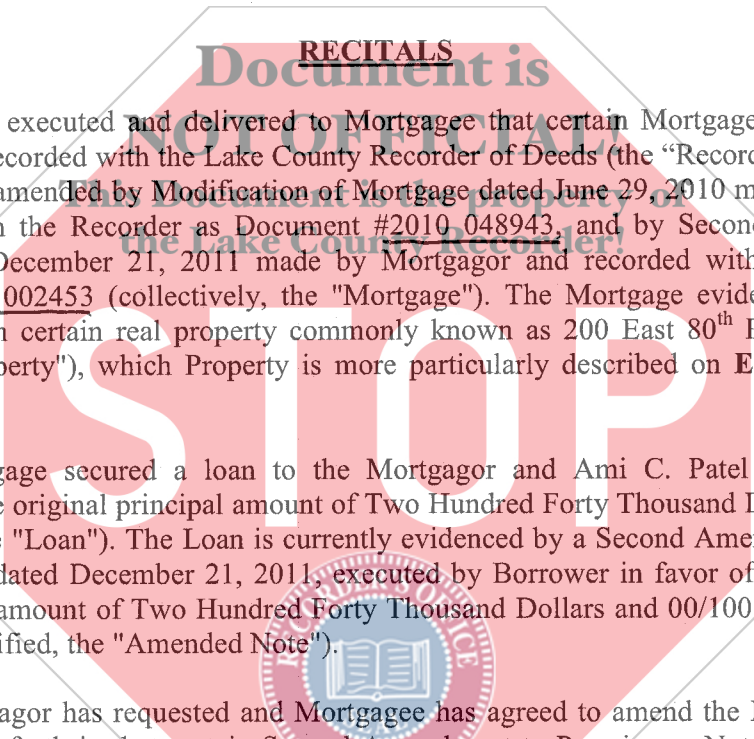 RECITALS
Document is
executed and delivered to Mortgagee that certain Mortgage
NOT OFFICIAL!
ecorded with the Lake County Recorder of Deeds (the “Record
This Document is the property of
amended by Modification of Mortgage dated June 29, 2010 m
n the Recorder as Document #2010 048943, and by Secon
the Lake County Recorder!
December 21, 2011 made by Mortgagor and recorded with
002453 (collectively, the "Mortgage"). The Mortgage evide
n certain real property commonly known as 200 East 80th
perty"), which Property is more particularly described on E
STOP
gage secured a loan to the Mortgagor and Ami C. Patel
e original principal amount of Two Hundred Forty Thousand D
e "Loan"). The Loan is currently evidenced by a Second Amen
dated December 21, 2011, executed by Borrower in favor of
amount of Two Hundred Forty Thousand Dollars and 00/100
ified, the "Amended Note").
RECORDER'S OFFICE
agor has requested and Mortgagee has agreed to amend the